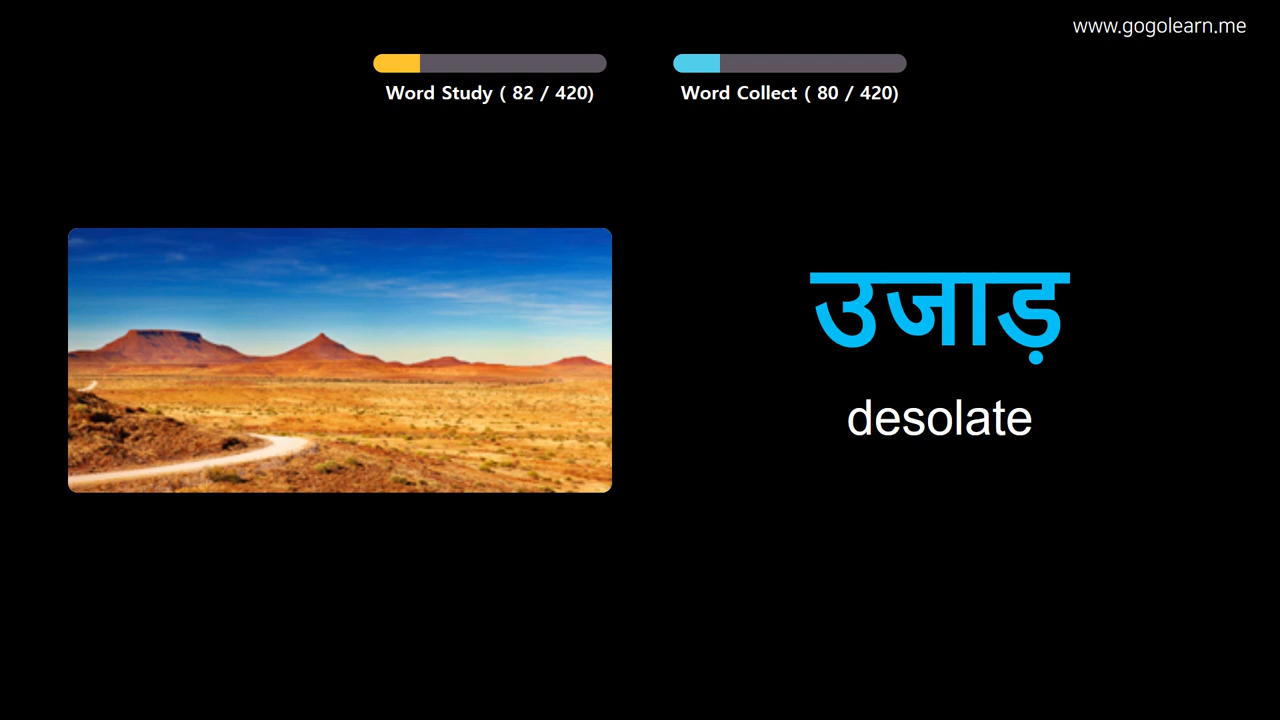 www.gogolearn.me
Word Study ( 82 / 420)
Word Collect ( 80 / 420)
उजाड़
desolate